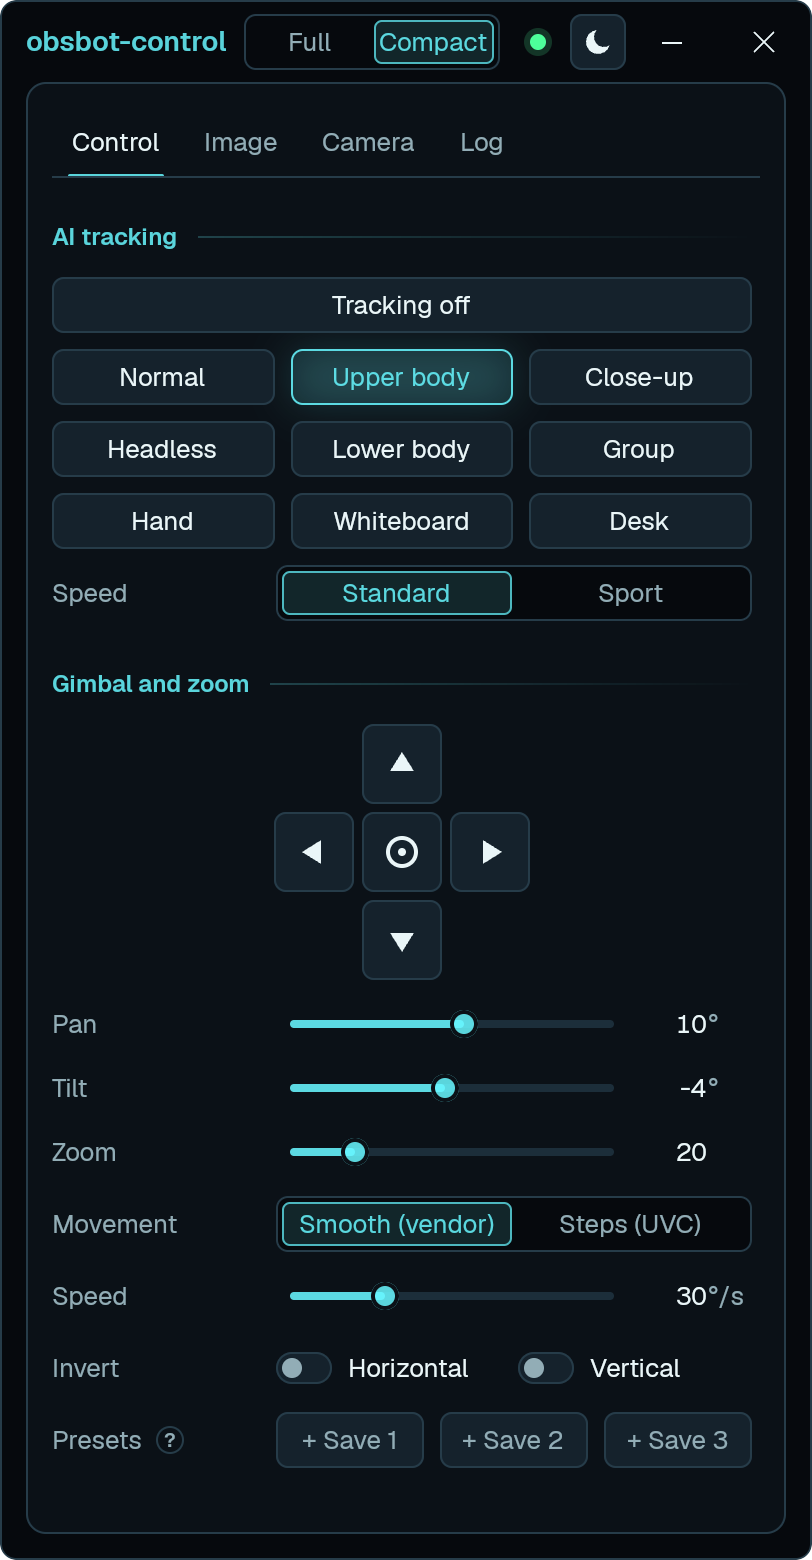 obsbot-control Full Compact
Control Image Camera Log
AI tracking
Tracking off
Normal Upper body Close-up
Headless Lower body Group
Hand Whiteboard Desk
Speed Standard Sport
Gimbal and zoom
Pan 10°
Tilt -4°
Zoom 20
Movement Smooth (vendor) Steps (UVC)
Speed 30°/s
Invert Horizontal Vertical
Presets ? + Save 1 + Save 2 + Save 3